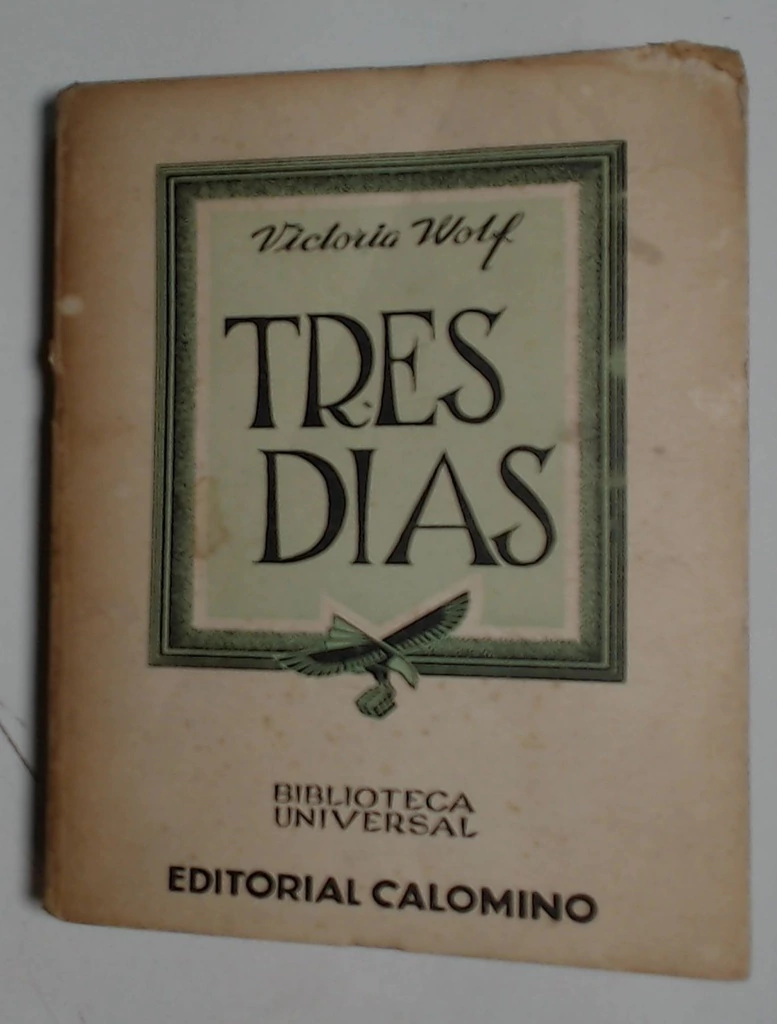 Victoria Wolf
TRES
DIAS
BIBLIOTECA
UNIVERSAL
EDITORIAL CALOMINO